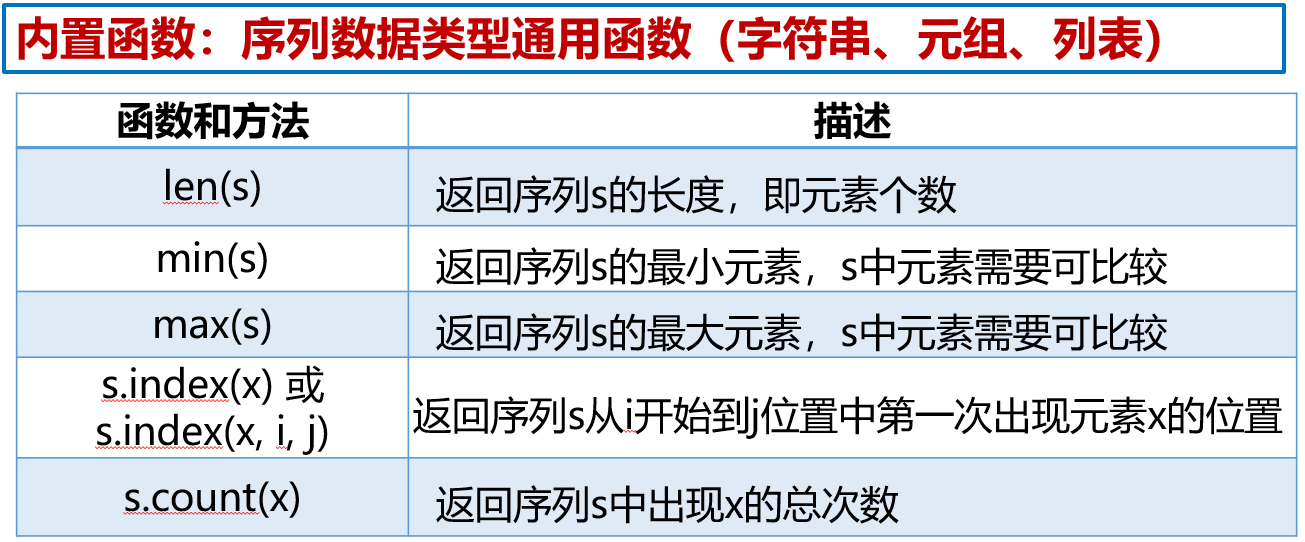 内置函数：序列数据类型通用函数（字符串、元组、列表）
函数和方法
描述
len(s)
返回序列s的长度，即元素个数
min(s)
返回序列s的最小元素，s中元素需要可比较
max(s)
返回序列s的最大元素，s中元素需要可比较
s.index(x) 或
s.index(x, i, j)
返回序列s从i开始到j位置中第一次出现元素x的位置
s.count(x)
返回序列s中出现x的总次数